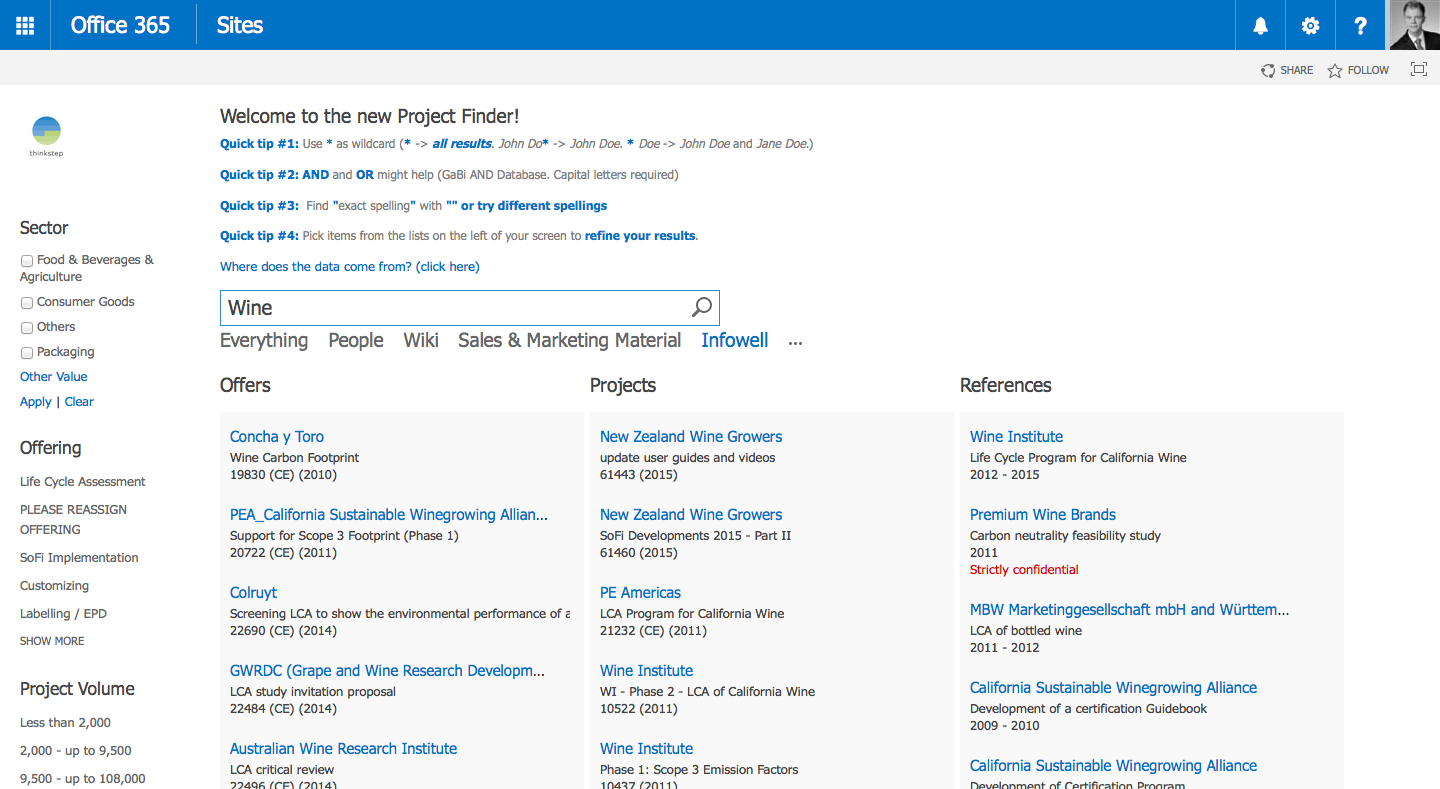 Office 365
Sites
SHARE
FOLLOW
thinkstep
Welcome to the new Project Finder!
Quick tip #1: Use * as wildcard (* -> all results. John Do* -> John Doe. * Doe -> John Doe and Jane Doe.)
Quick tip #2: AND and OR might help (GaBi AND Database. Capital letters required)
Quick tip #3: Find "exact spelling" with "" or try different spellings
Quick tip #4: Pick items from the lists on the left of your screen to refine your results.
Where does the data come from? (click here)
Wine
Everything People Wiki Sales & Marketing Material Infowell ...
Sector
Food & Beverages &
Agriculture
Consumer Goods
Others
Packaging
Other Value
Apply | Clear
Offering
Life Cycle Assessment
PLEASE REASSIGN
OFFERING
SoFi Implementation
Customizing
Labelling / EPD
SHOW MORE
Project Volume
Less than 2,000
2,000 - up to 9,500
9,500 - up to 108,000
Offers
Concha y Toro
Wine Carbon Footprint
19830 (CE) (2010)
PEA_California Sustainable Winegrowing Allian...
Support for Scope 3 Footprint (Phase 1)
20722 (CE) (2011)
Colruyt
Screening LCA to show the environmental performance of a
22690 (CE) (2014)
GWRDC (Grape and Wine Research Developm...
LCA study invitation proposal
22484 (CE) (2014)
Australian Wine Research Institute
LCA critical review
22496 (CE) (2014)
Projects
New Zealand Wine Growers
update user guides and videos
61443 (2015)
New Zealand Wine Growers
SoFi Developments 2015 - Part II
61460 (2015)
PE Americas
LCA Program for California Wine
21232 (CE) (2011)
Wine Institute
WI - Phase 2 - LCA of California Wine
10522 (2011)
Wine Institute
Phase 1: Scope 3 Emission Factors
10437 (2011)
References
Wine Institute
Life Cycle Program for California Wine
2012 - 2015
Premium Wine Brands
Carbon neutrality feasibility study
2011
Strictly confidential
MBW Marketinggesellschaft mbH and Württem...
LCA of bottled wine
2011 - 2012
California Sustainable Winegrowing Alliance
Development of a certification Guidebook
2009 - 2010
California Sustainable Winegrowing Alliance
Development of Certification Program